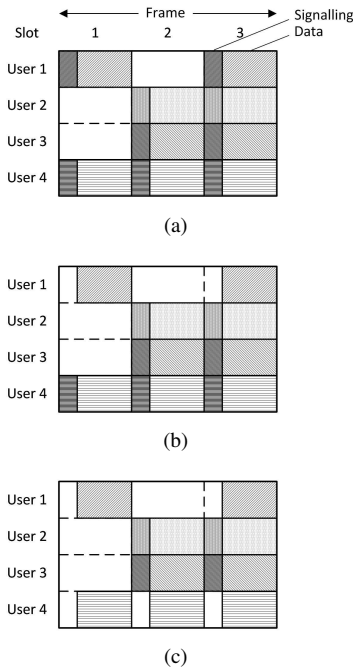 Frame
Signalling
Data
Slot 1 2 3
User 1
User 2
User 3
User 4
(a)
User 1
User 2
User 3
User 4
(b)
User 1
User 2
User 3
User 4
(c)